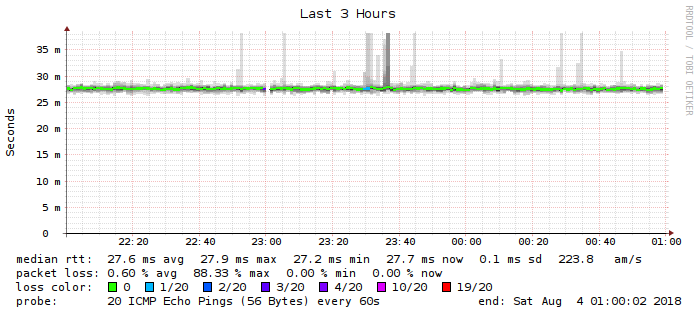 Last 3 Hours
RRDTOOL / TOBI OETIKER
Seconds
35 m
30 m
25 m
20 m
15 m
10 m
5 m
0
22:20 22:40 23:00 23:20 23:40 00:00 00:20 00:40 01:00
median rtt: 27.6 ms avg 27.9 ms max 27.2 ms min 27.7 ms now 0.1 ms sd 223.8 am/s
packet loss: 0.60 % avg 88.33 % max 0.00 % min 0.00 % now
loss color: 0 1/20 2/20 3/20 4/20 10/20 19/20
probe: 20 ICMP Echo Pings (56 Bytes) every 60s end: Sat Aug 4 01:00:02 2018